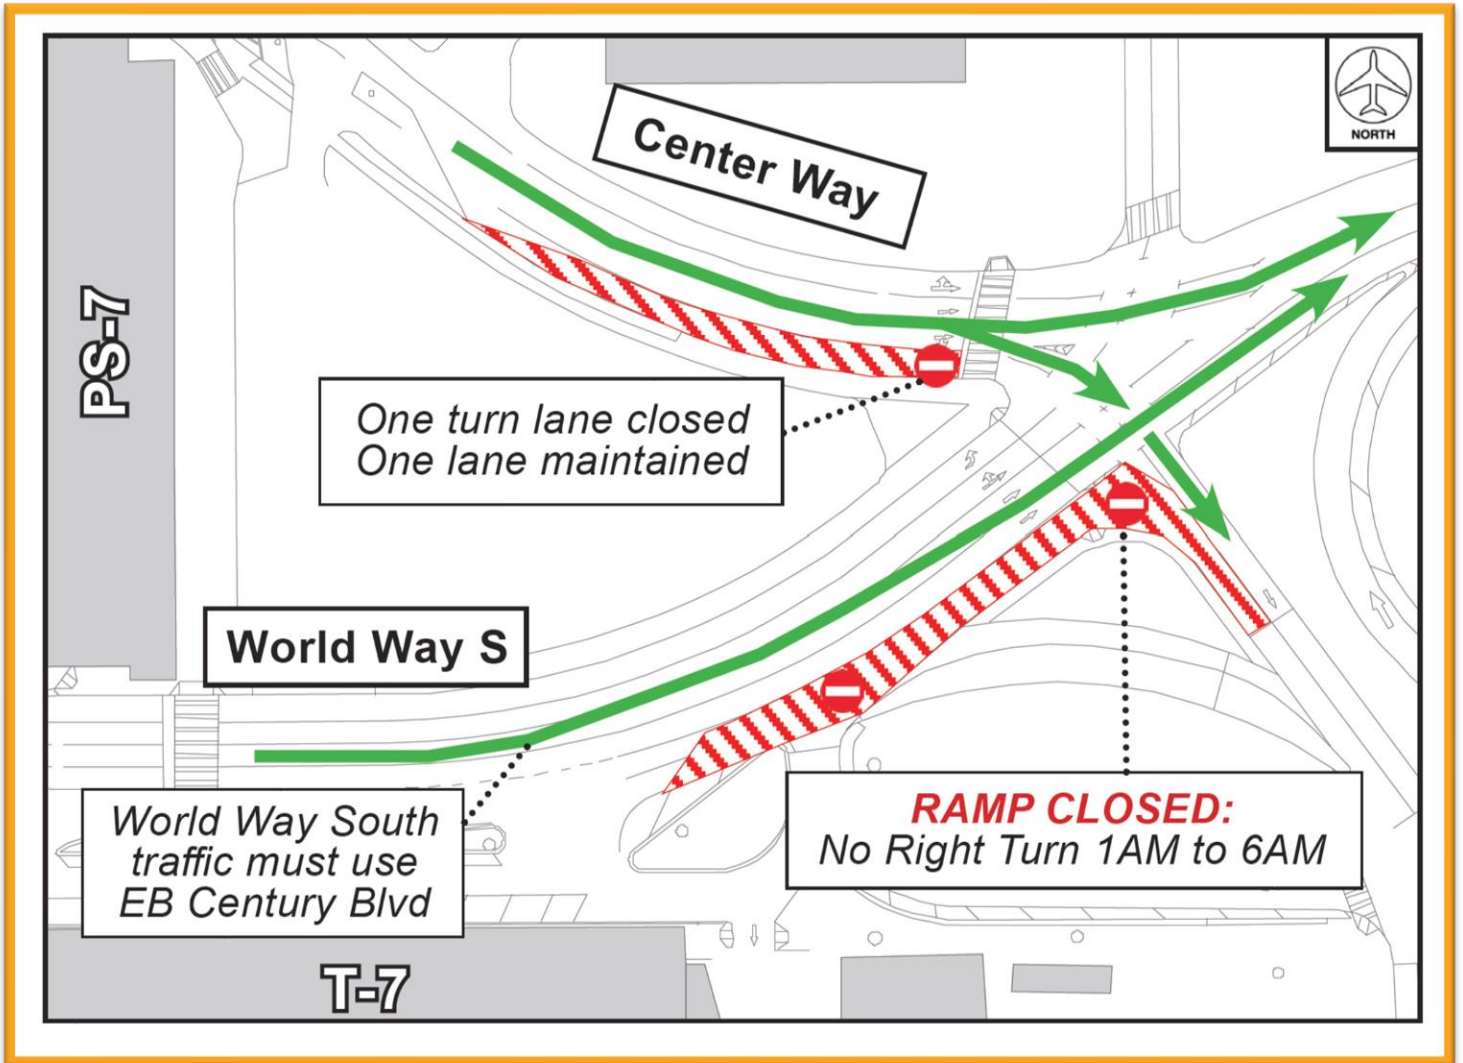 NORTH
Center Way
PS-7
One turn lane closed
One lane maintained
World Way S
World Way South
traffic must use
EB Century Blvd
RAMP CLOSED:
No Right Turn 1AM to 6AM
T-7